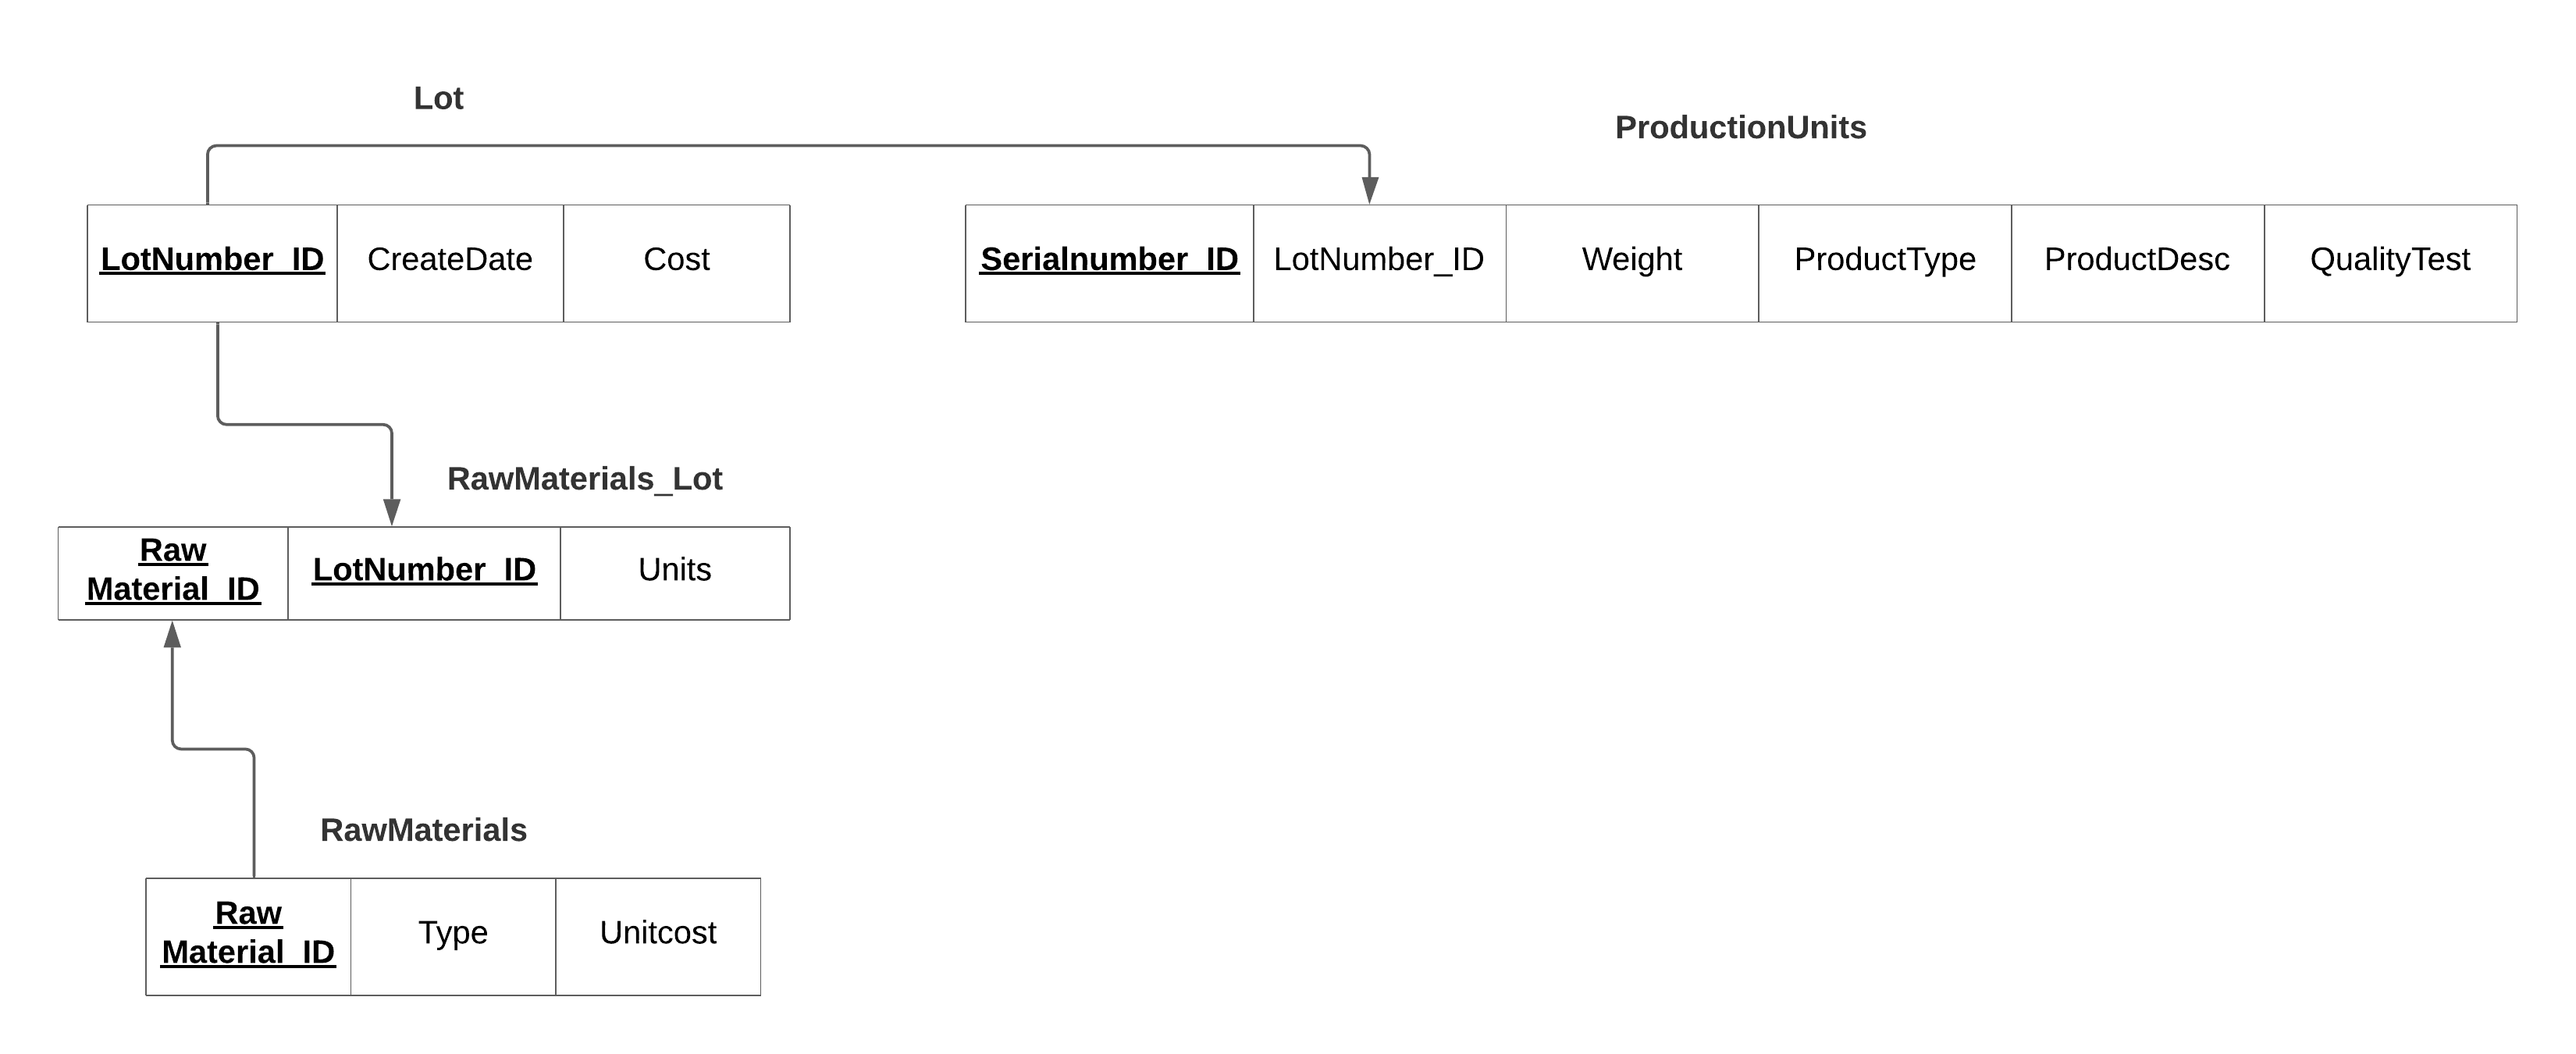 Lot
ProductionUnits
LotNumber_ID CreateDate Cost
Serialnumber_ID LotNumber_ID Weight ProductType ProductDesc QualityTest
RawMaterials_Lot
Raw
Material_ID
LotNumber_ID Units
RawMaterials
Raw
Material_ID
Type Unitcost